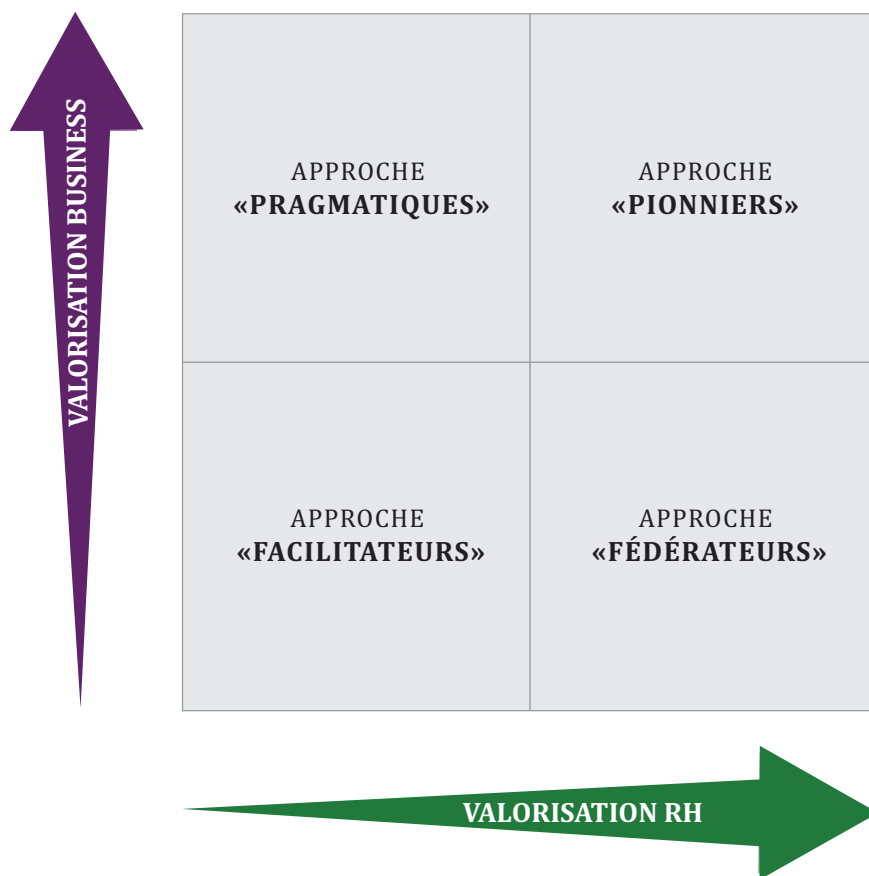 VALORISATION BUSINESS
APPROCHE
«PRAGMATIQUES»
APPROCHE
«PIONNIERS»
APPROCHE
«FACILITATEURS»
APPROCHE
«FÉDÉRATEURS»
VALORISATION RH